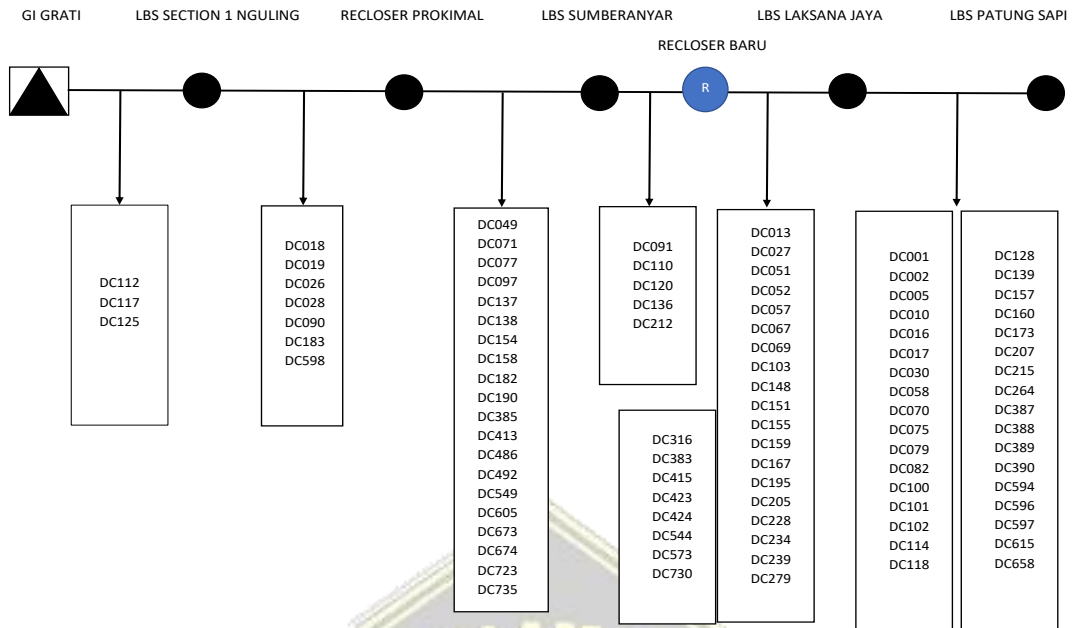 GI GRATI
LBS SECTION 1 NGULING
RECLOSER PROKIMAL
LBS SUMBERANYAR
LBS LAKSANA JAYA
LBS PATUNG SAPI
RECLOSER BARU
R
DC112
DC117
DC125
DC018
DC019
DC026
DC028
DC090
DC183
DC598
DC049
DC071
DC077
DC097
DC137
DC138
DC154
DC158
DC182
DC190
DC385
DC413
DC486
DC492
DC549
DC605
DC673
DC674
DC723
DC735
DC091
DC110
DC120
DC136
DC212
DC316
DC383
DC415
DC423
DC424
DC544
DC573
DC730
DC013
DC027
DC051
DC052
DC057
DC067
DC069
DC103
DC148
DC151
DC155
DC159
DC167
DC195
DC205
DC228
DC234
DC239
DC279
DC001
DC002
DC005
DC010
DC016
DC017
DC030
DC058
DC070
DC075
DC079
DC082
DC100
DC101
DC102
DC114
DC118
DC128
DC139
DC157
DC160
DC173
DC207
DC215
DC264
DC387
DC388
DC389
DC390
DC594
DC596
DC597
DC615
DC658